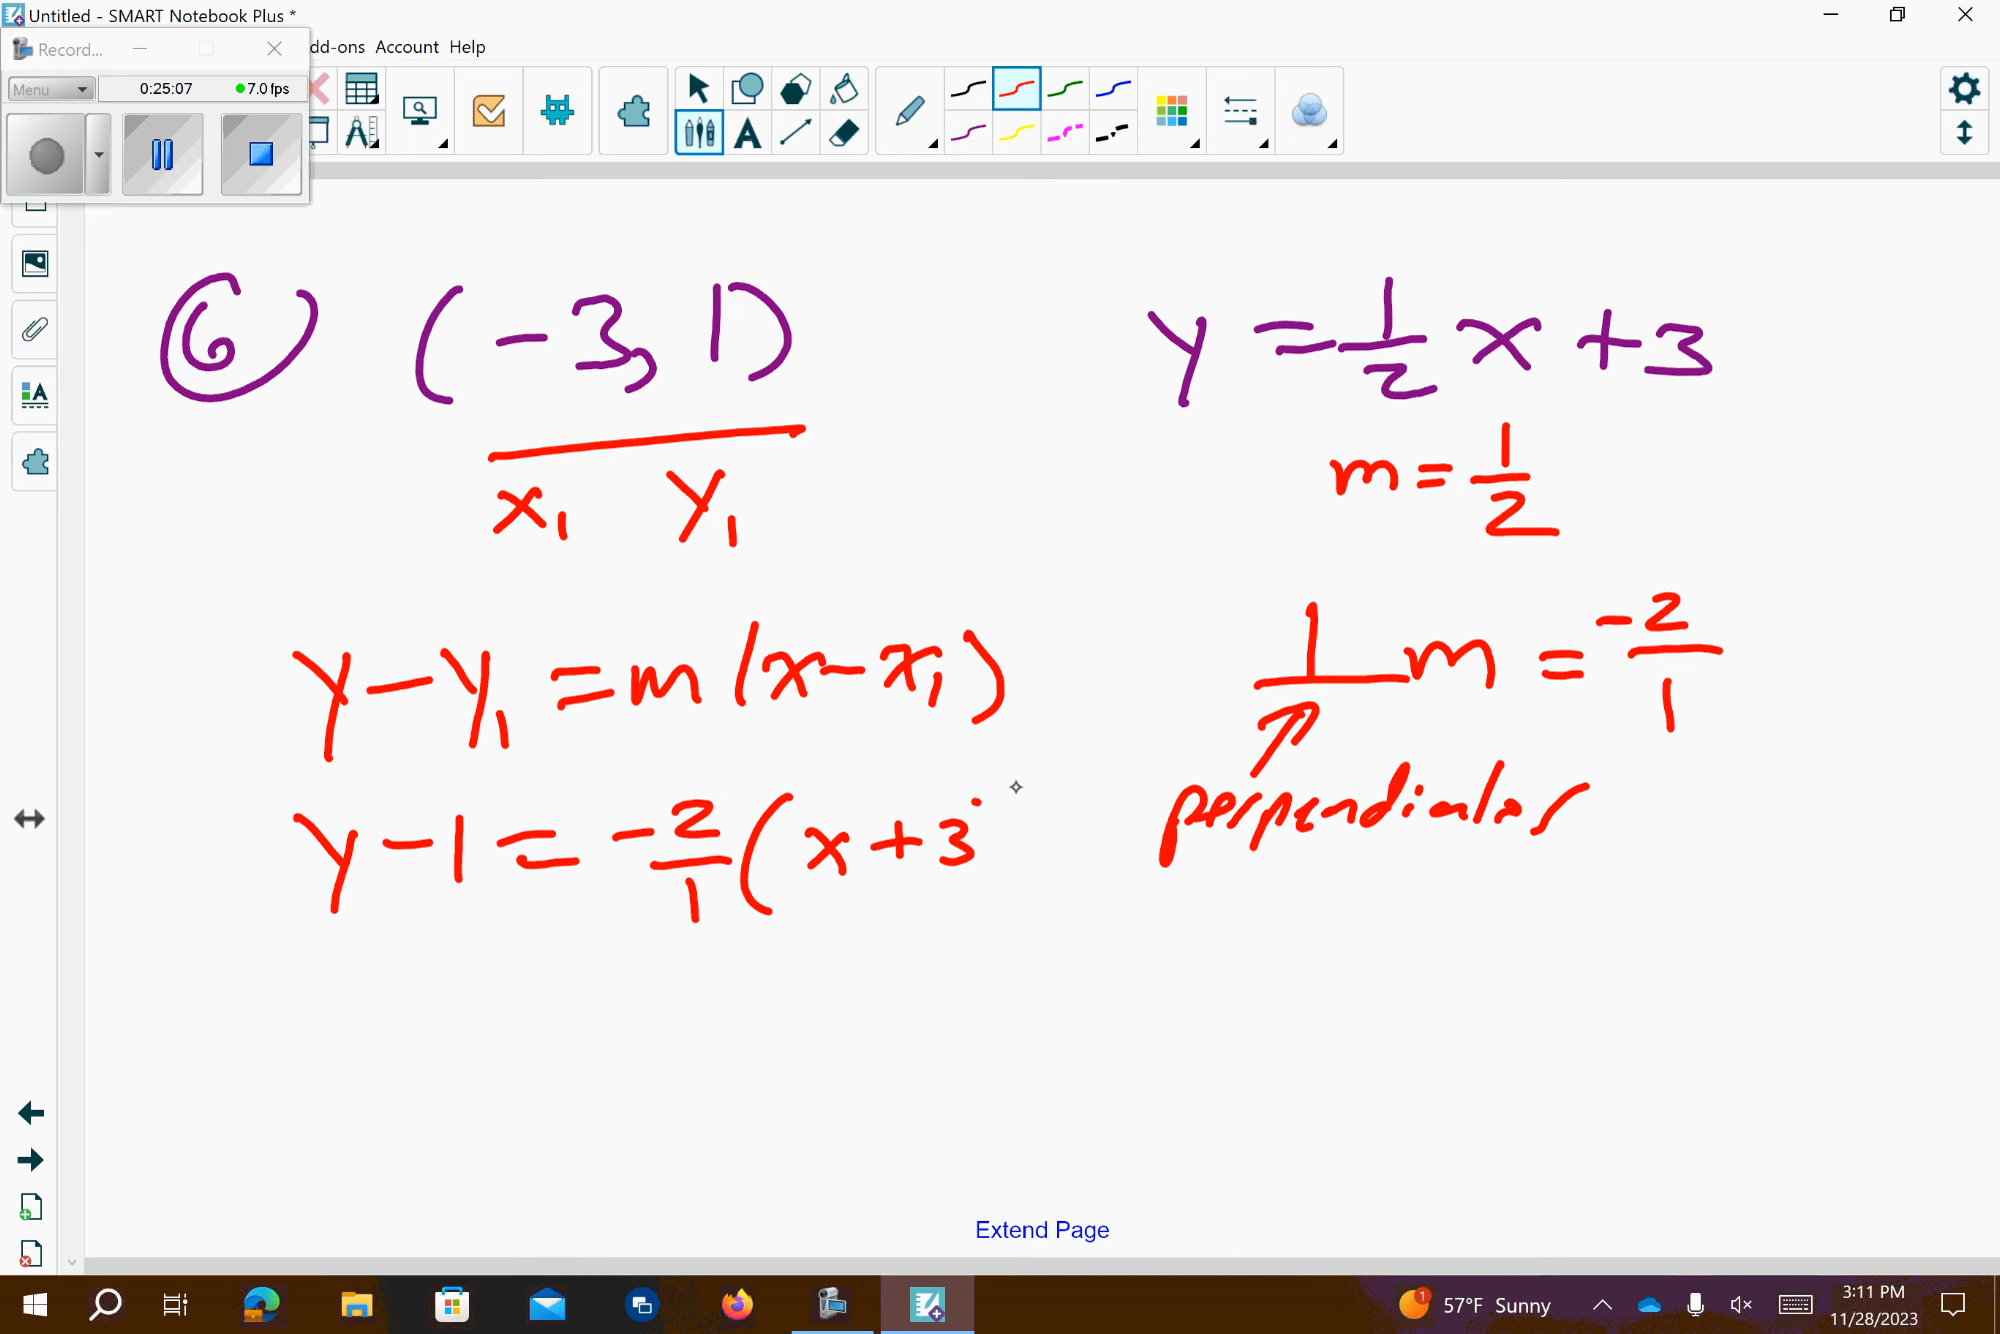 Untitled - SMART Notebook Plus *
Record...
dd-ons Account Help
Menu 0:25:07 7.0 fps
6) (-3, 1) y = 1/2 x + 3
x₁ y₁ m = 1/2
y - y₁ = m(x - x₁) ⊥ m = -2/1
perpendicular
y - 1 = -2/1 (x + 3
Extend Page
1 57°F Sunny 3:11 PM
11/28/2023